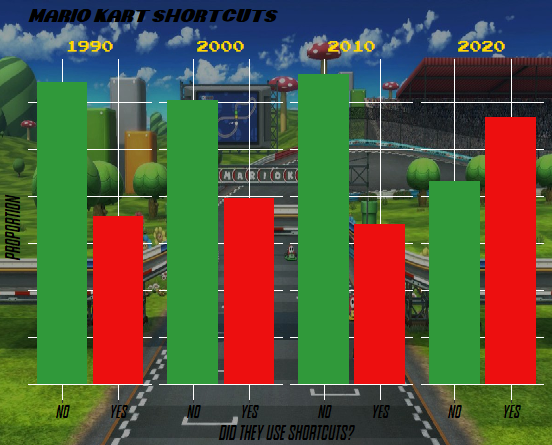 MARIO KART SHORTCUTS
1990 2000 2010 2020
MARIOK
PROPORTION
NO YES NO YES NO YES NO YES
DID THEY USE SHORTCUTS?